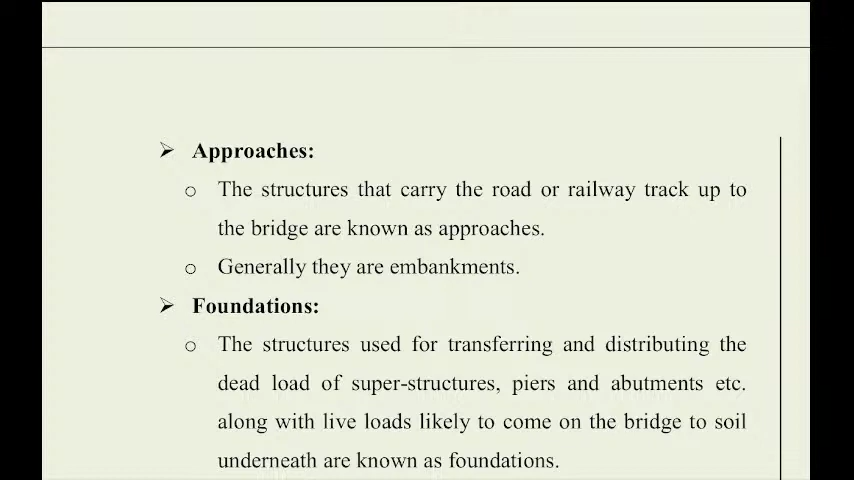 ➢ Approaches:
o The structures that carry the road or railway track up to
the bridge are known as approaches.
o Generally they are embankments.
➢ Foundations:
o The structures used for transferring and distributing the
dead load of super-structures, piers and abutments etc.
along with live loads likely to come on the bridge to soil
underneath are known as foundations.